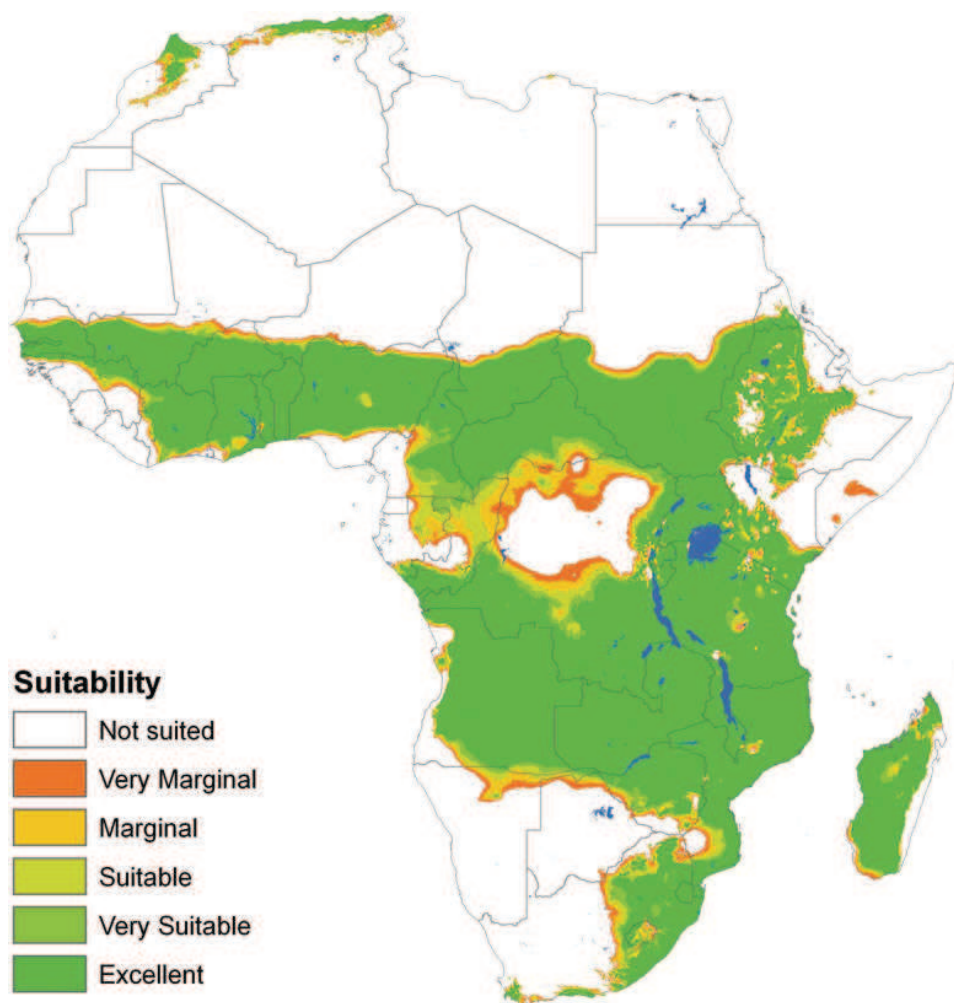 Suitability
Not suited
Very Marginal
Marginal
Suitable
Very Suitable
Excellent